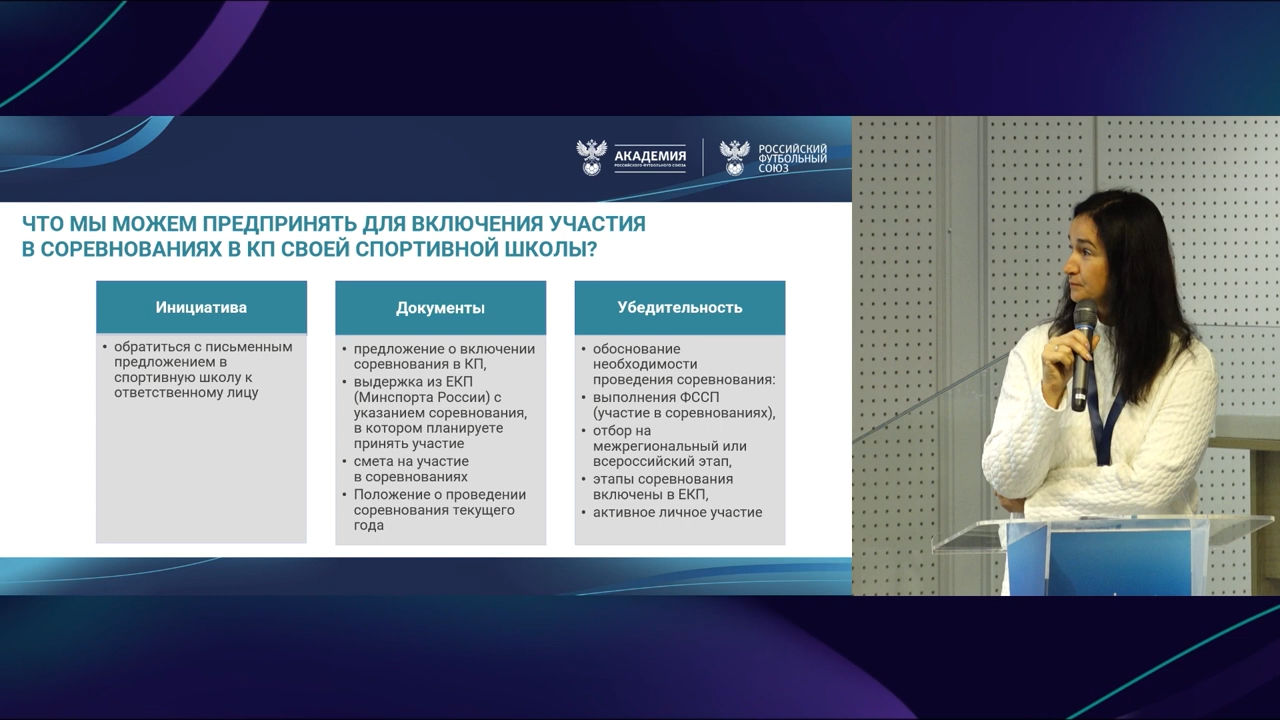 АКАДЕМИЯ
РОССИЙСКОГО ФУТБОЛЬНОГО СОЮЗА
РОССИЙСКИЙ
ФУТБОЛЬНЫЙ
СОЮЗ
ЧТО МЫ МОЖЕМ ПРЕДПРИНЯТЬ ДЛЯ ВКЛЮЧЕНИЯ УЧАСТИЯ
В СОРЕВНОВАНИЯХ В КП СВОЕЙ СПОРТИВНОЙ ШКОЛЫ?
Инициатива
• обратиться с письменным
предложением в
спортивную школу к
ответственному лицу
Документы
• предложение о включении
соревнования в КП,
• выдержка из ЕКП
(Минспорта России) с
указанием соревнования,
в котором планируете
принять участие
• смета на участие
в соревнованиях
• Положение о проведении
соревнования текущего
года
Убедительность
• обоснование
необходимости
проведения соревнования:
• выполнения ФССП
(участие в соревнованиях),
• отбор на
межрегиональный или
всероссийский этап,
• этапы соревнования
включены в ЕКП,
• активное личное участие